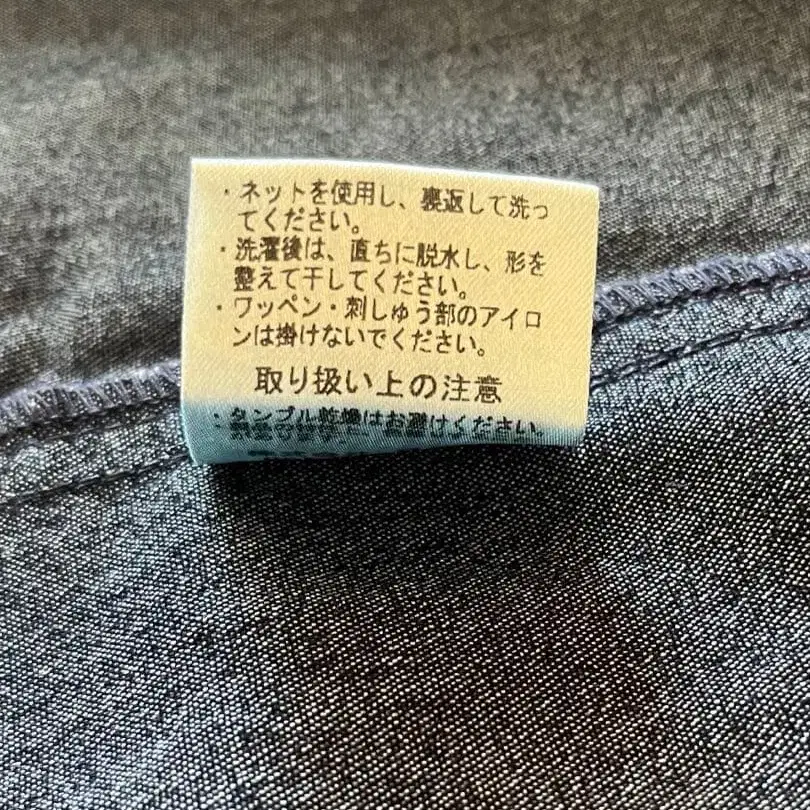 ・ネットを使用し、裏返して洗っ
てください。
・洗濯後は、直ちに脱水し、形を
整えて干してください。
・ワッペン・刺しゅう部のアイロ
ンは掛けないでください。
取り扱い上の注意
・タンブル乾燥はお避けください。